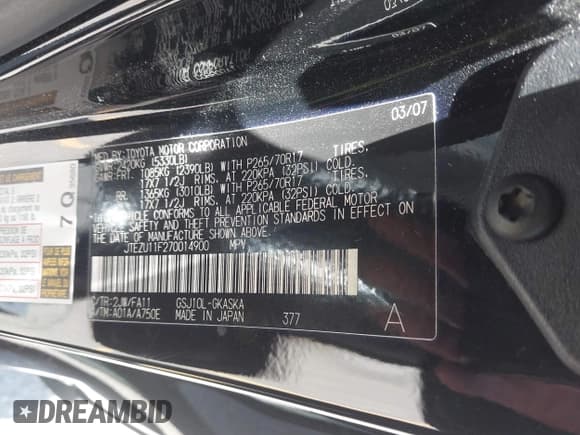 03/07
MFD BY:TOYOTA MOTOR CORPORATION
2420KG (5330LB)
FRT. 1085KG (2390LB) WITH P265/70R17 TIRES.
17X7 1/2J RIMS. AT 220KPA (32PSI) COLD.
RR. 1365KG (3010LB) WITH P265/70R17 TIRES.
17X7 1/2J RIMS. AT 220KPA (32PSI) COLD.
THIS VEHICLE CONFORMS TO ALL APPLICABLE FEDERAL MOTOR
VEHICLE SAFETY AND THEFT PREVENTION STANDARDS IN EFFECT ON
THE DATE OF MANUFACTURE SHOWN ABOVE.
JTEZU11F270014900 MPV
C/TR:2JM/FA11 GSJ10L-GKASKA
A/TM:A01A/A750E MADE IN JAPAN 377 A
7 Q
DREAMBID